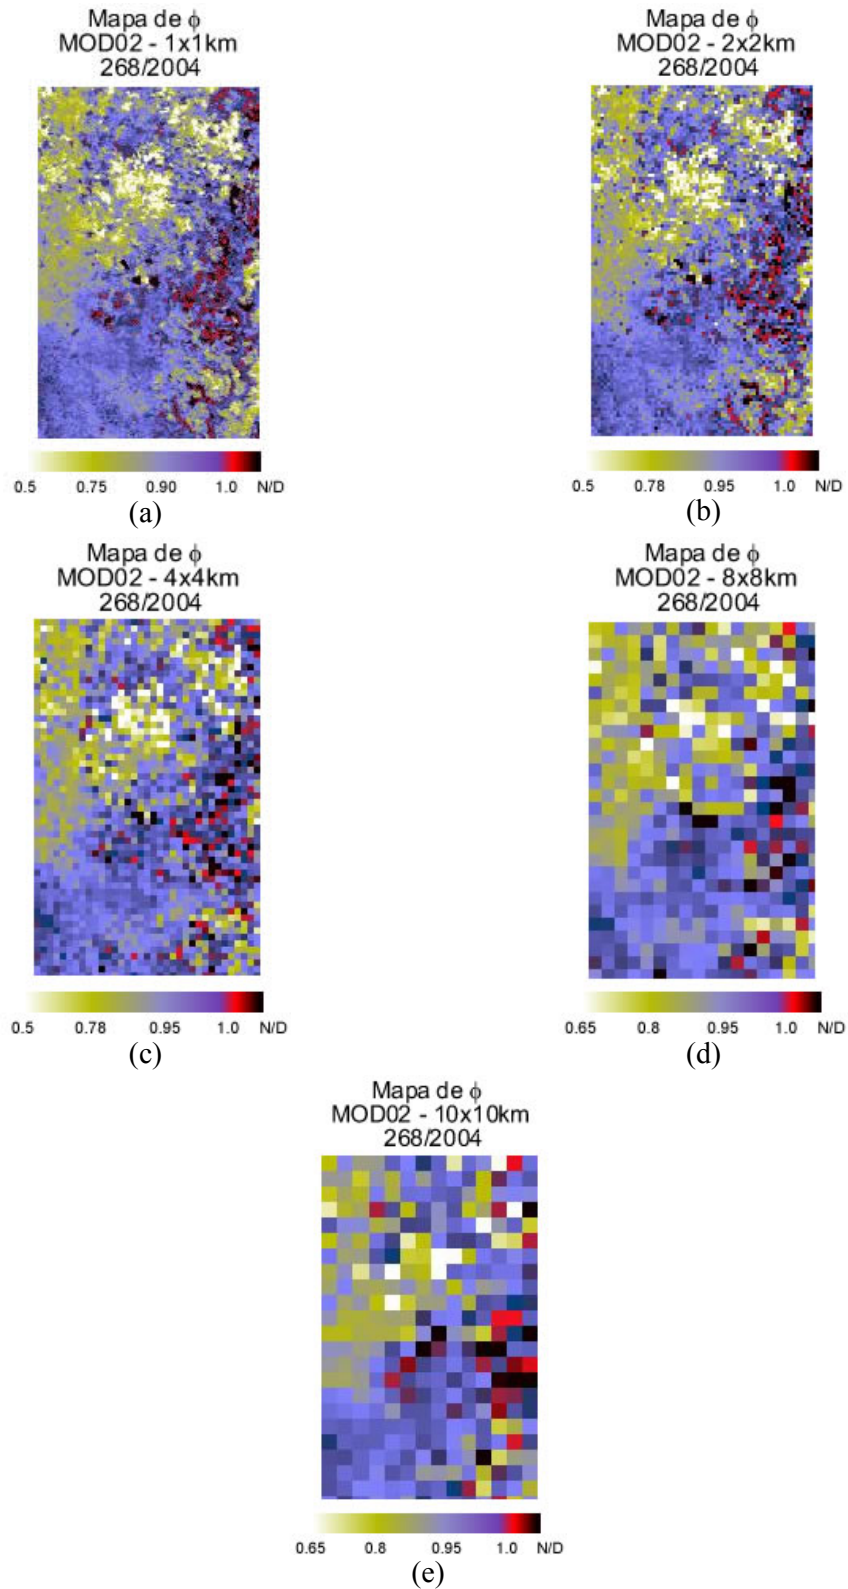 Mapa de ϕ
MOD02 - 1x1km
268/2004
0.5 0.75 0.90 1.0 N/D
(a)
Mapa de ϕ
MOD02 - 2x2km
268/2004
0.5 0.78 0.95 1.0 N/D
(b)
Mapa de ϕ
MOD02 - 4x4km
268/2004
0.5 0.78 0.95 1.0 N/D
(c)
Mapa de ϕ
MOD02 - 8x8km
268/2004
0.65 0.8 0.95 1.0 N/D
(d)
Mapa de ϕ
MOD02 - 10x10km
268/2004
0.65 0.8 0.95 1.0 N/D
(e)